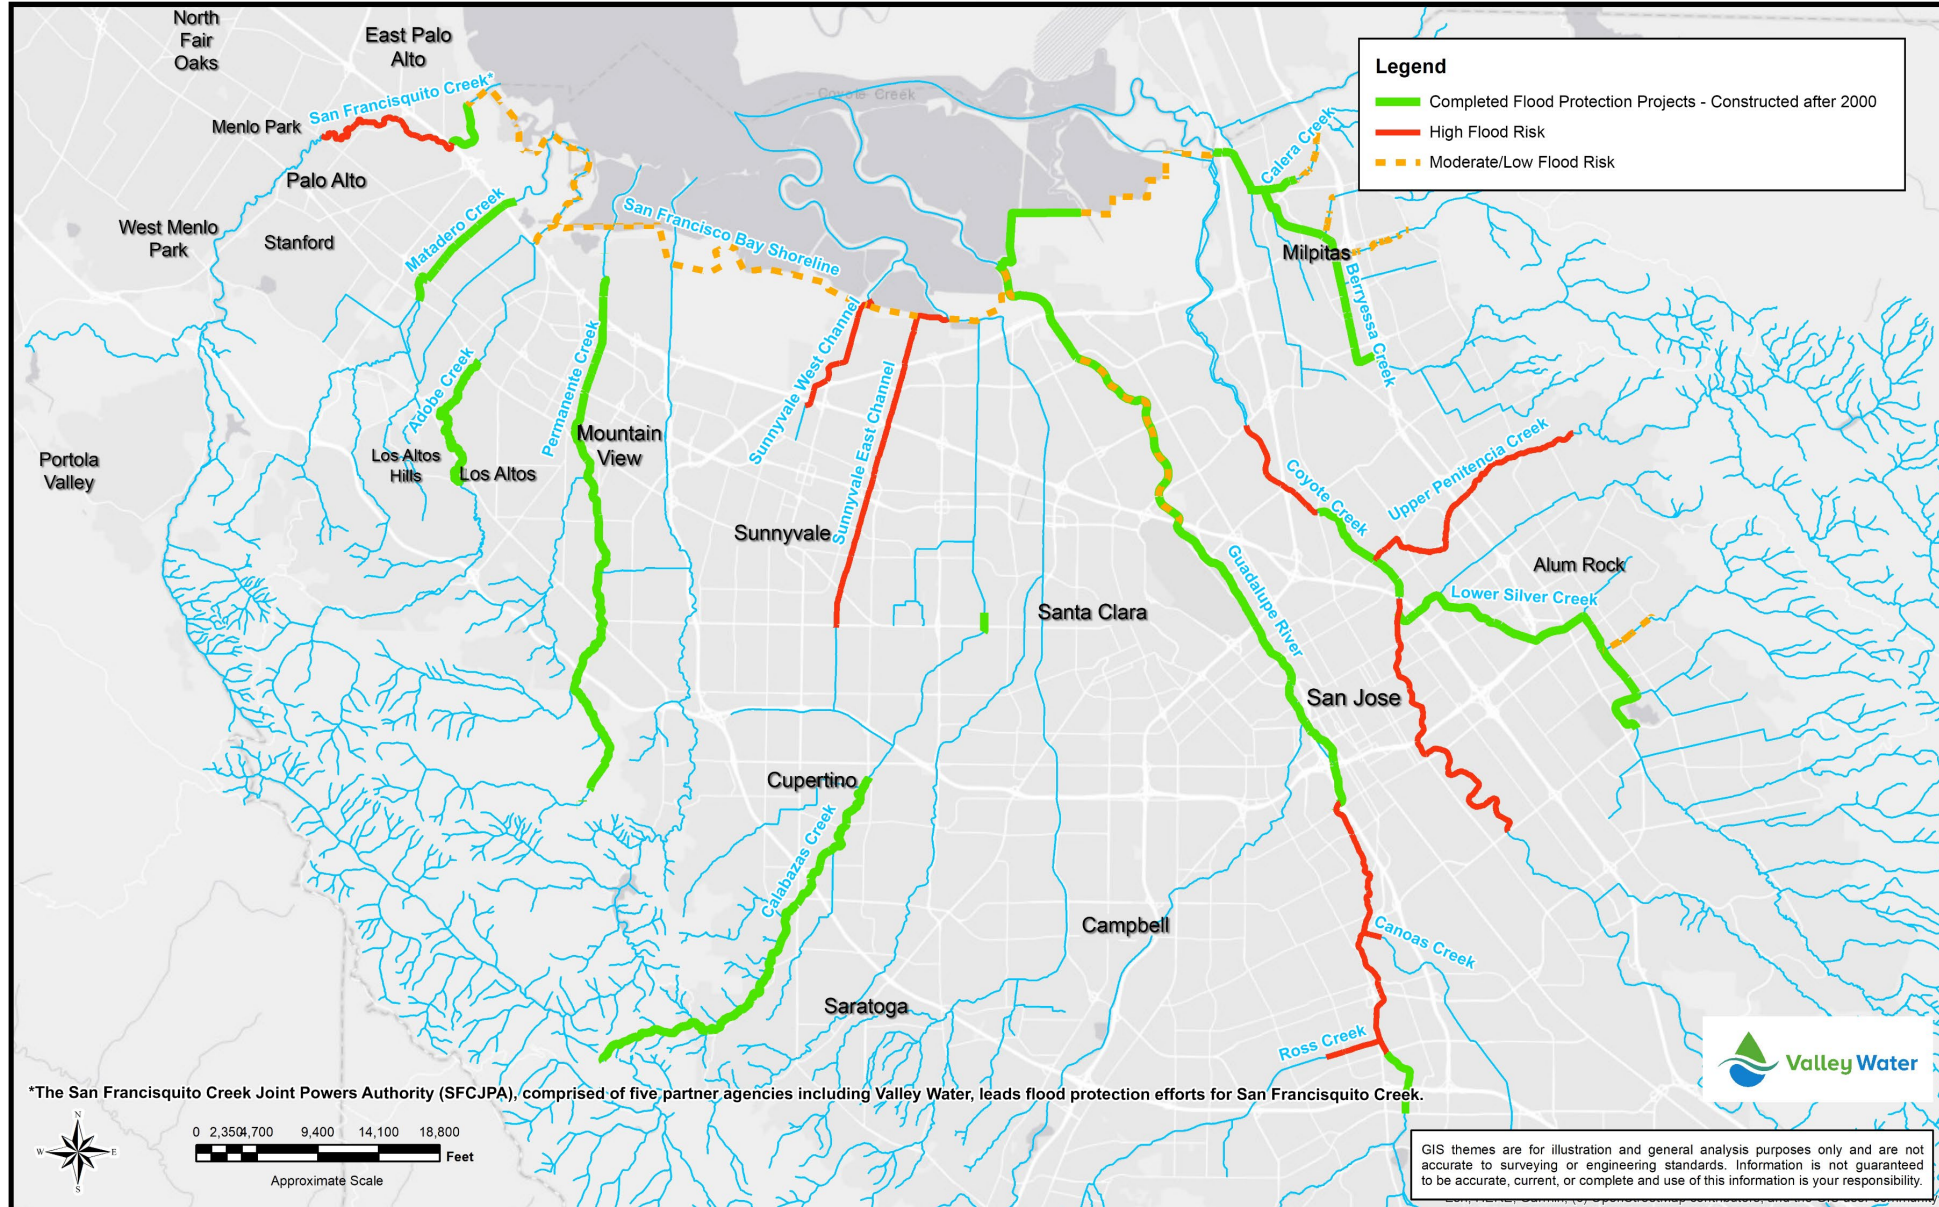 North
Fair
Oaks
East Palo
Alto
San Francisquito Creek*
Menlo Park
Palo Alto
West Menlo
Park
Stanford
Matadero Creek
Coyote Creek
San Francisco Bay Shoreline
Calera Creek
Milpitas
Berryessa Creek
Legend
Completed Flood Protection Projects - Constructed after 2000
High Flood Risk
Moderate/Low Flood Risk
Adobe Creek
Permanente Creek
Sunnyvale West Channel
Sunnyvale East Channel
Portola
Valley
Los Altos
Hills
Los Altos
Mountain
View
Sunnyvale
Santa Clara
Guadalupe River
Coyote Creek
Upper Penitencia Creek
Alum Rock
Lower Silver Creek
San Jose
Cupertino
Calabazas Creek
Campbell
Canoas Creek
Saratoga
Ross Creek
Valley Water
*The San Francisquito Creek Joint Powers Authority (SFCJPA), comprised of five partner agencies including Valley Water, leads flood protection efforts for San Francisquito Creek.
N
W
E
S
0 2,350 4,700 9,400 14,100 18,800
Feet
Approximate Scale
GIS themes are for illustration and general analysis purposes only and are not
accurate to surveying or engineering standards. Information is not guaranteed
to be accurate, current, or complete and use of this information is your responsibility.